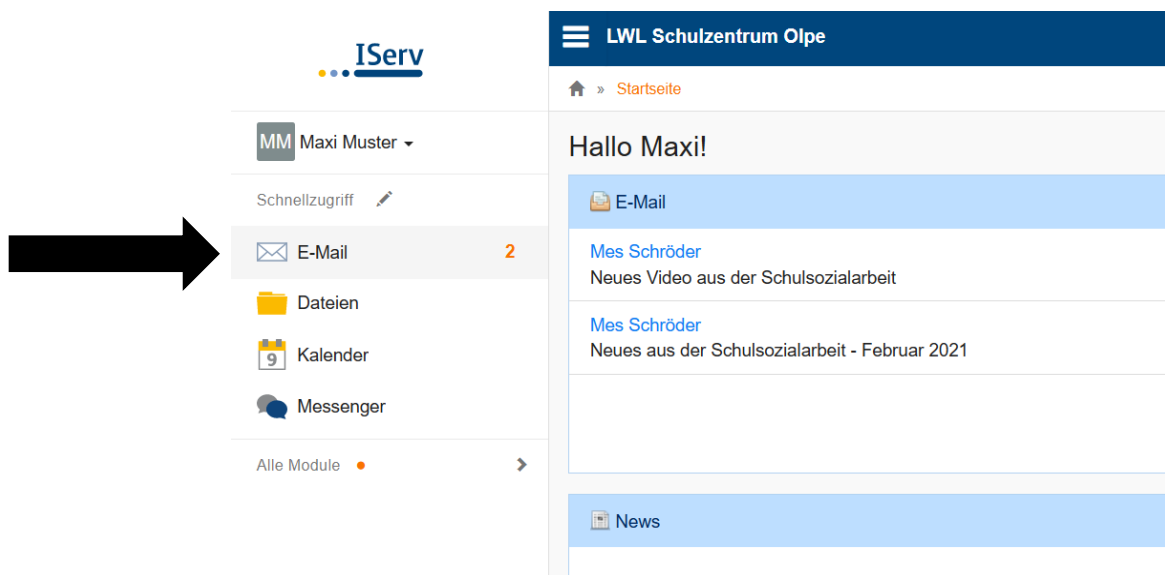 IServ
MM Maxi Muster
Schnellzugriff
E-Mail 2
Dateien
9 Kalender
Messenger
Alle Module
LWL Schulzentrum Olpe
» Startseite
Hallo Maxi!
E-Mail
Mes Schröder
Neues Video aus der Schulsozialarbeit
Mes Schröder
Neues aus der Schulsozialarbeit - Februar 2021
News